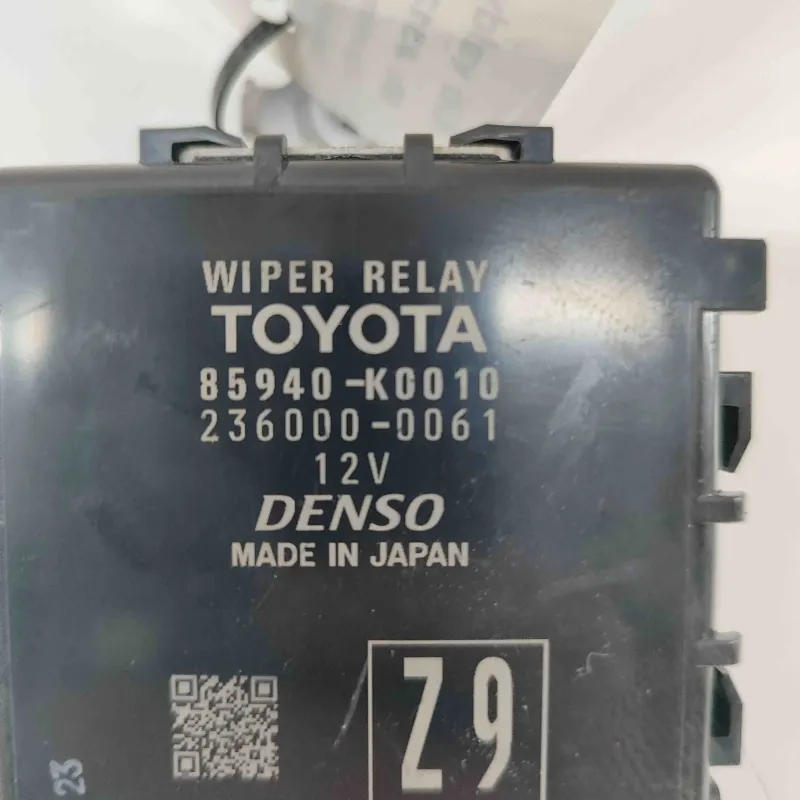 WIPER RELAY
TOYOTA
85940-K0010
236000-0061
12V
DENSO
MADE IN JAPAN
Z9
23